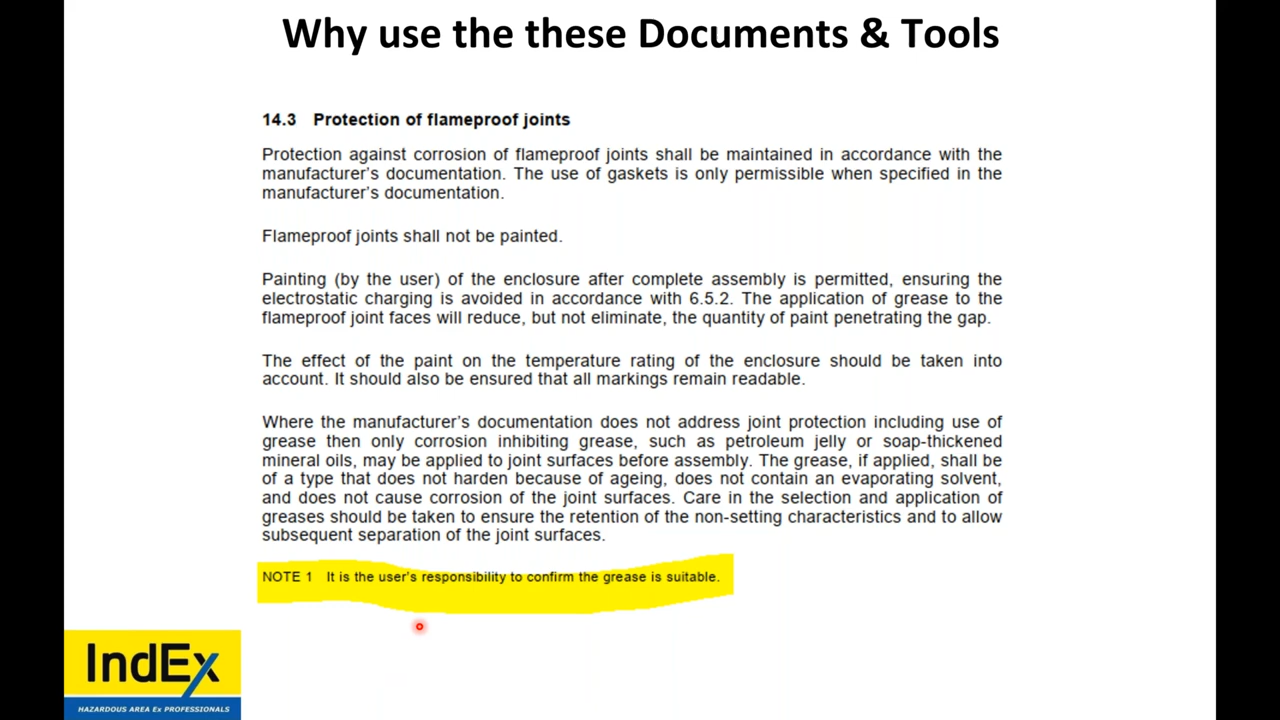 Why use the these Documents & Tools
14.3 Protection of flameproof joints
Protection against corrosion of flameproof joints shall be maintained in accordance with the
manufacturer's documentation. The use of gaskets is only permissible when specified in the
manufacturer's documentation.
Flameproof joints shall not be painted.
Painting (by the user) of the enclosure after complete assembly is permitted, ensuring the
electrostatic charging is avoided in accordance with 6.5.2. The application of grease to the
flameproof joint faces will reduce, but not eliminate, the quantity of paint penetrating the gap.
The effect of the paint on the temperature rating of the enclosure should be taken into
account. It should also be ensured that all markings remain readable.
Where the manufacturer's documentation does not address joint protection including use of
grease then only corrosion inhibiting grease, such as petroleum jelly or soap-thickened
mineral oils, may be applied to joint surfaces before assembly. The grease, if applied, shall be
of a type that does not harden because of ageing, does not contain an evaporating solvent,
and does not cause corrosion of the joint surfaces. Care in the selection and application of
greases should be taken to ensure the retention of the non-setting characteristics and to allow
subsequent separation of the joint surfaces.
NOTE 1 It is the user's responsibility to confirm the grease is suitable.
IndEx
HAZARDOUS AREA Ex PROFESSIONALS